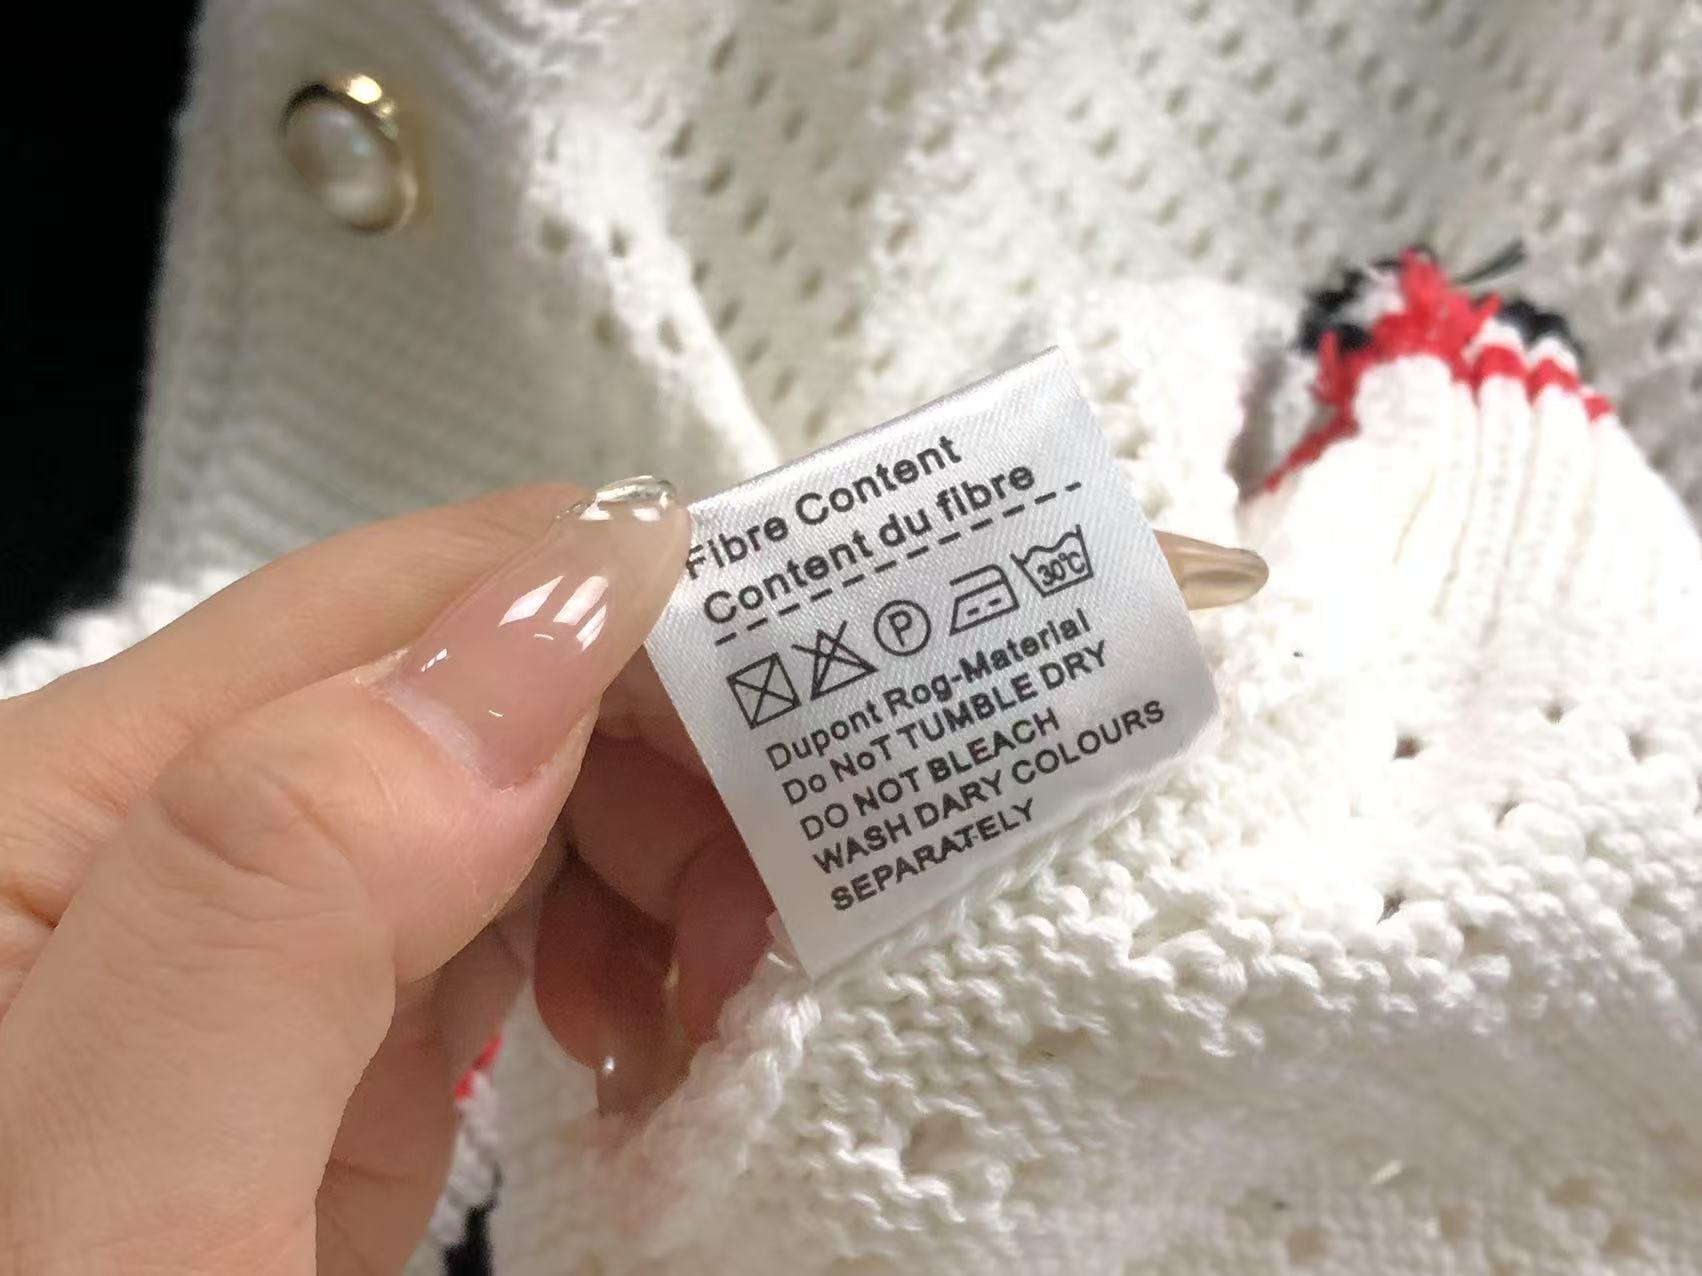 Fibre Content
Content du fibre
P 30℃
Dupont Rog-Material
Do NoT TUMBLE DRY
DO NOT BLEACH
WASH DARY COLOURS
SEPARATELY